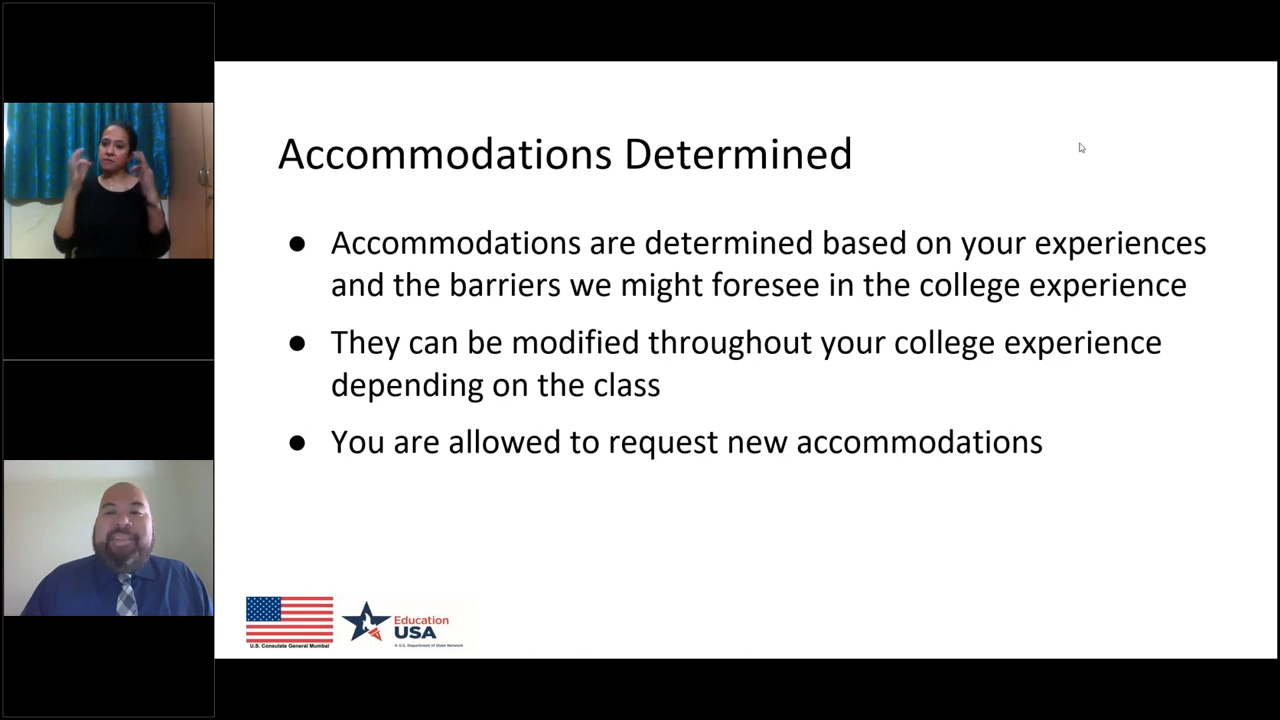 Accommodations Determined
● Accommodations are determined based on your experiences
and the barriers we might foresee in the college experience
● They can be modified throughout your college experience
depending on the class
● You are allowed to request new accommodations
U.S. Consulate General Mumbai
Education
USA
A U.S. Department of State Network